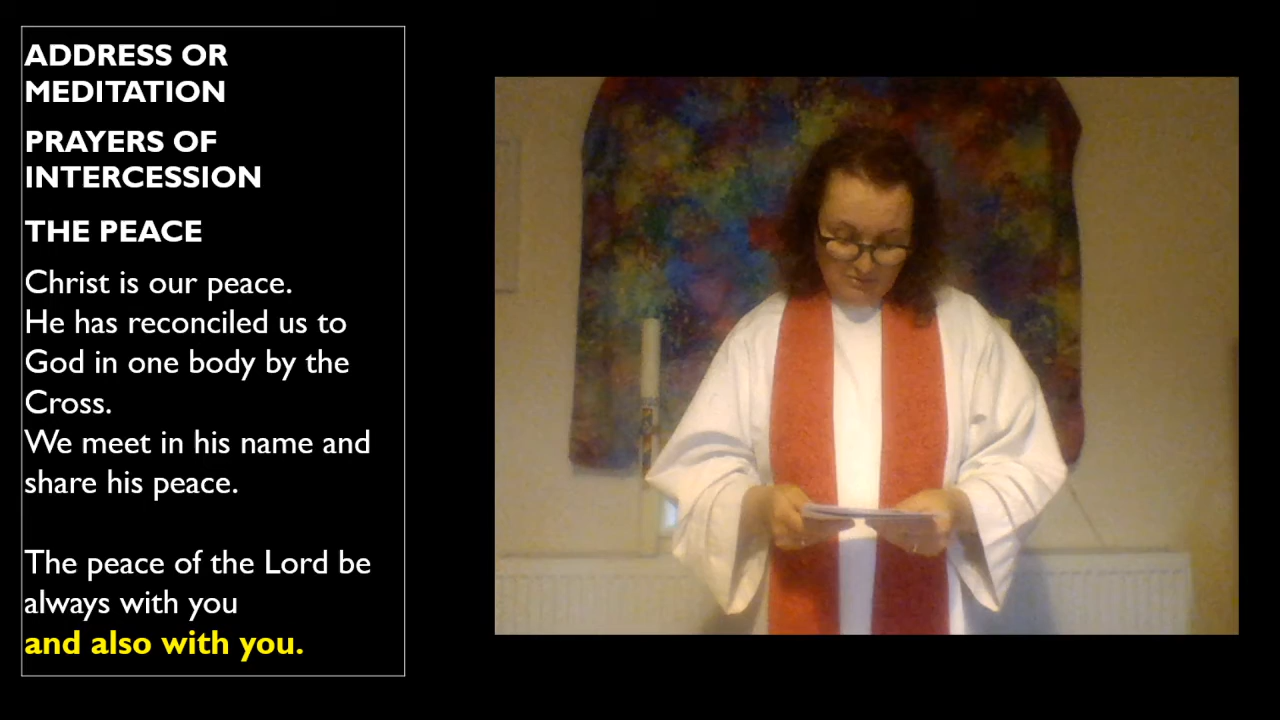 ADDRESS OR
MEDITATION
PRAYERS OF
INTERCESSION
THE PEACE
Christ is our peace.
He has reconciled us to
God in one body by the
Cross.
We meet in his name and
share his peace.
The peace of the Lord be
always with you
and also with you.